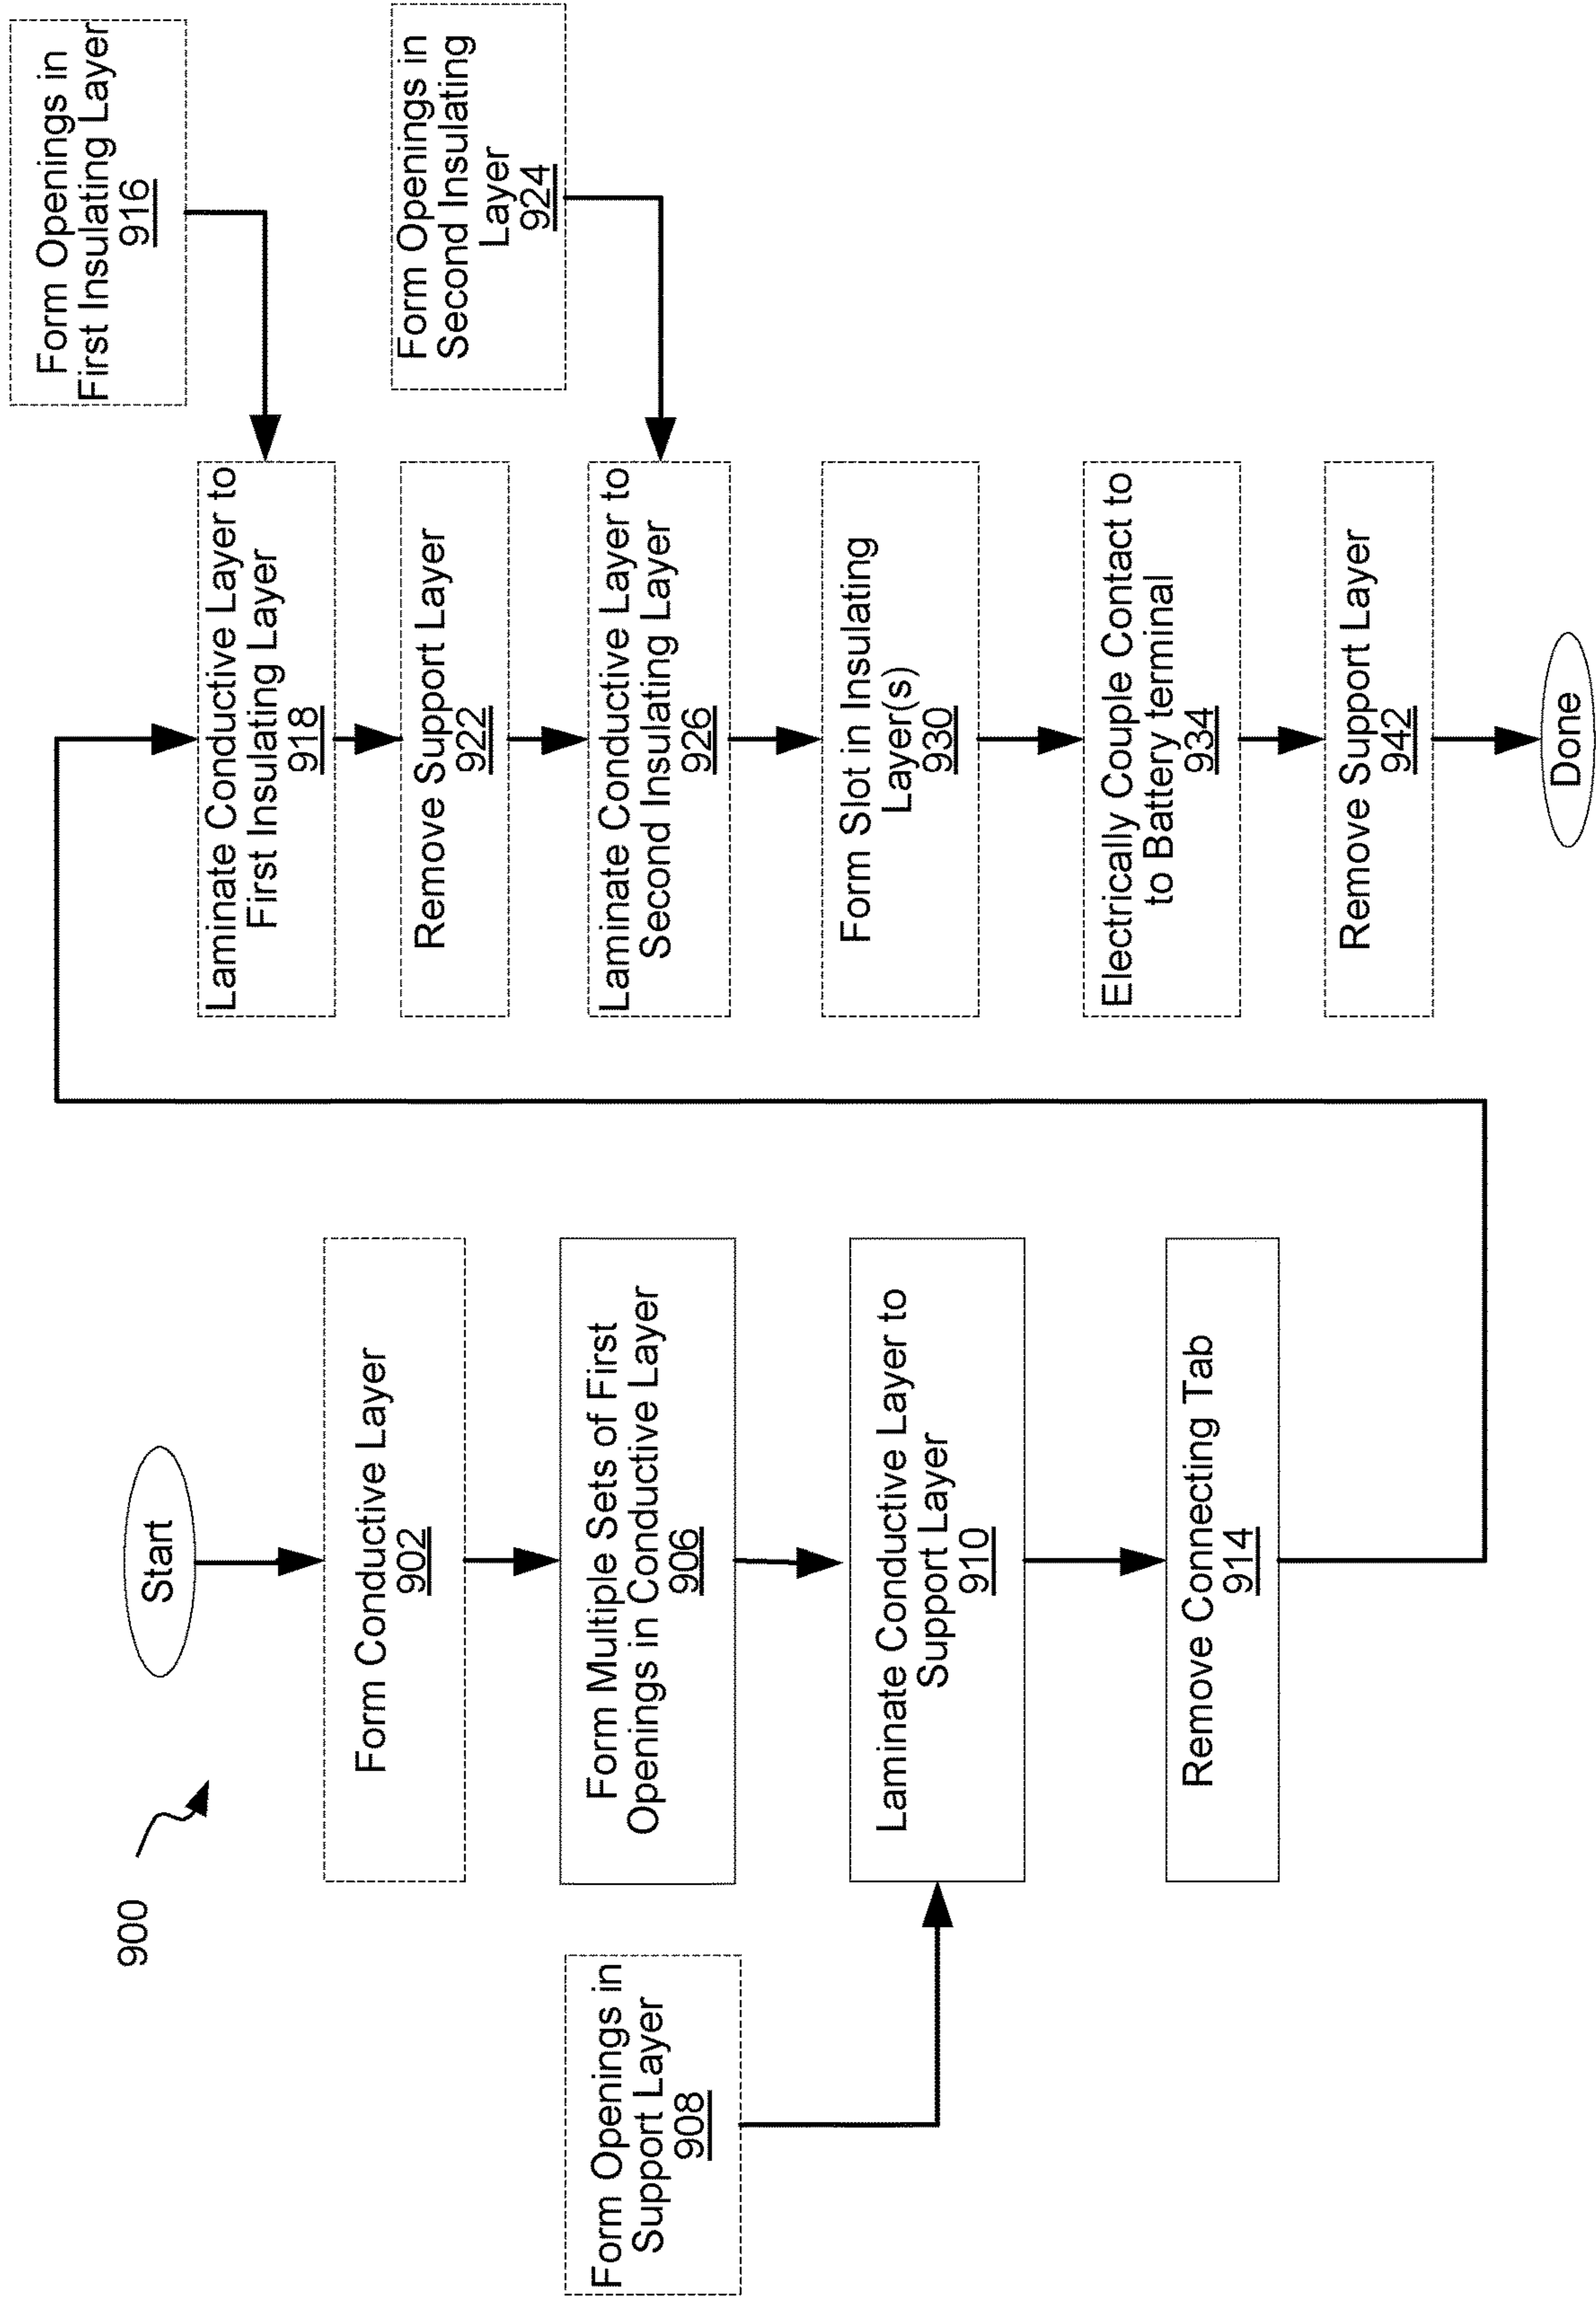 900
Start
Form Conductive Layer
902
Form Multiple Sets of First
Openings in Conductive Layer
906
Form Openings in
Support Layer
908
Laminate Conductive Layer to
Support Layer
910
Remove Connecting Tab
914
Form Openings in
First Insulating Layer
916
Laminate Conductive Layer to
First Insulating Layer
918
Remove Support Layer
922
Form Openings in
Second Insulating
Layer
924
Laminate Conductive Layer to
Second Insulating Layer
926
Form Slot in Insulating
Layer(s)
930
Electrically Couple Contact to
to Battery terminal
934
Remove Support Layer
942
Done